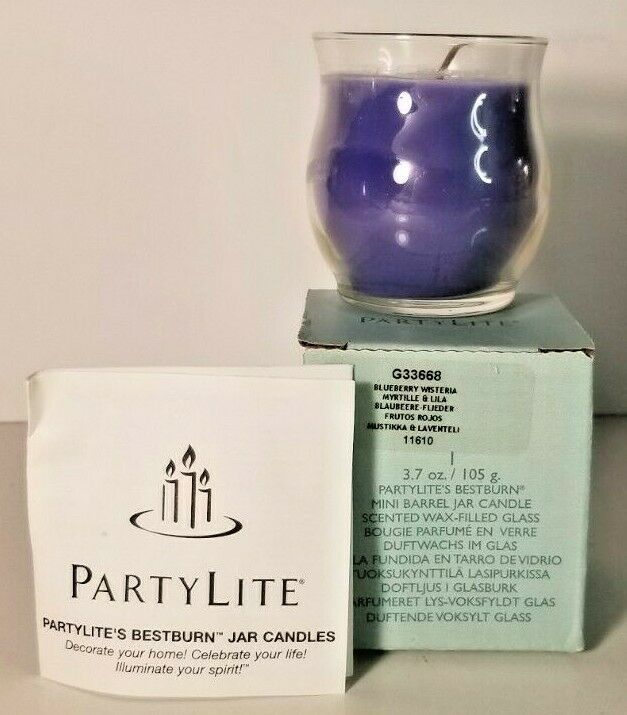 PARTYLITE®
G33668
BLUEBERRY WISTERIA
MYRTILLE & LILA
BLAUBEERE-FLIEDER
FRUTOS ROJOS
MUSTIKKA & LAVENTELI
11610
3.7 oz. / 105 g.
PARTYLITE'S BESTBURN®
MINI BARREL JAR CANDLE
SCENTED WAX-FILLED GLASS
BOUGIE PARFUMÉ EN VERRE
DUFTWACHS IM GLAS
LA FUNDIDA EN TARRO DE VIDRIO
TUOKSUKYNTTILÄ LASIPURKISSA
DOFTLJUS I GLASBURK
ARFUMERET LYS-VOKSFYLDT GLAS
DUFTENDE VOKSYLT GLASS
PARTYLITE®
PARTYLITE'S BESTBURN™ JAR CANDLES
Decorate your home! Celebrate your life!
Illuminate your spirit!™